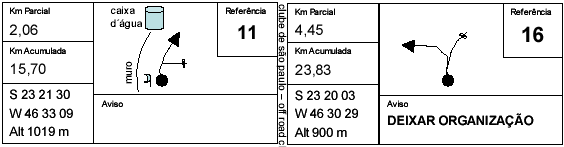 Km Parcial
2,06
Km Acumulada
15,70
S 23 21 30
W 46 33 09
Alt 1019 m
caixa
d´água
muro
Referência
11
Aviso
clube de são paulo – off road c
Km Parcial
4,45
Km Acumulado
23,83
S 23 20 03
W 46 30 29
Alt 900 m
Referência
16
Aviso
DEIXAR ORGANIZAÇÃO